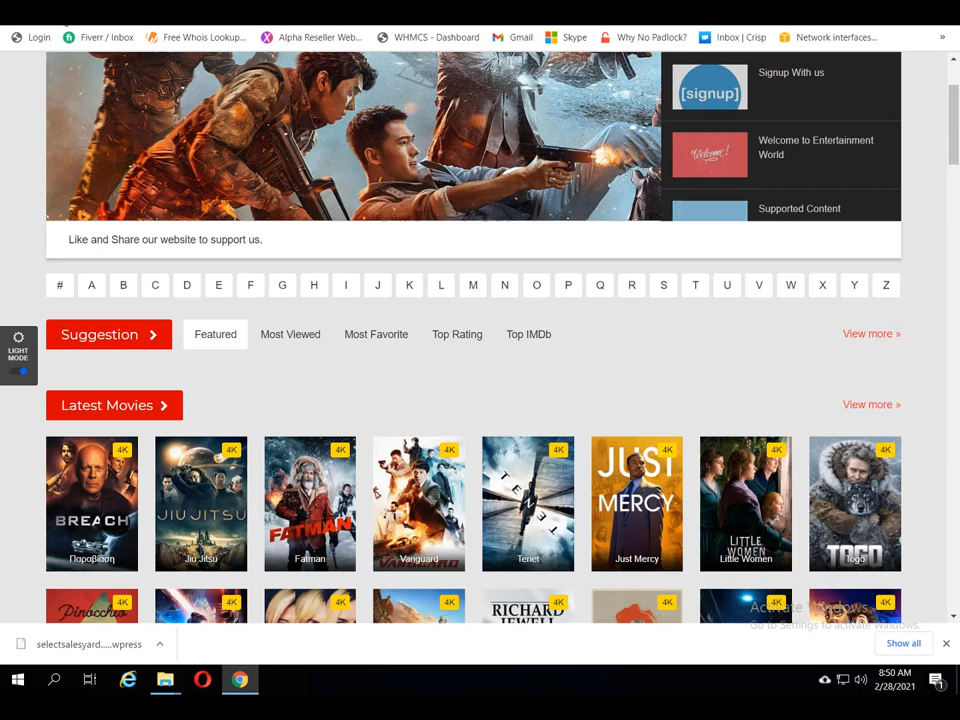 Login Fiverr / Inbox Free Whois Lookup... Alpha Reseller Web... WHMCS - Dashboard Gmail Skype Why No Padlock? Inbox | Crisp Network interfaces... »
[signup] Signup With us
Welcome! Welcome to Entertainment
World
Supported Content
Like and Share our website to support us.
# A B C D E F G H I J K L M N O P Q R S T U V W X Y Z
LIGHT
MODE
Suggestion Featured Most Viewed Most Favorite Top Rating Top IMDb View more »
Latest Movies View more »
4K 4K 4K 4K 4K 4K 4K 4K
BREACH
Παραβίαση
JIU JITSU
Jiu Jitsu
FATMAN
Fatman
VANGUARD
Vanguard
TENET
Tenet
JUST
MERCY
Just Mercy
LITTLE
WOMEN
Little Women
TOGO
Togo
4K 4K 4K 4K 4K 4K 4K 4K
Pinocchio
RICHARD
JEWELL
Activate Windows
Go to Settings to activate Windows.
selectsalesyard.....wpress Show all
8:50 AM
2/28/2021
1